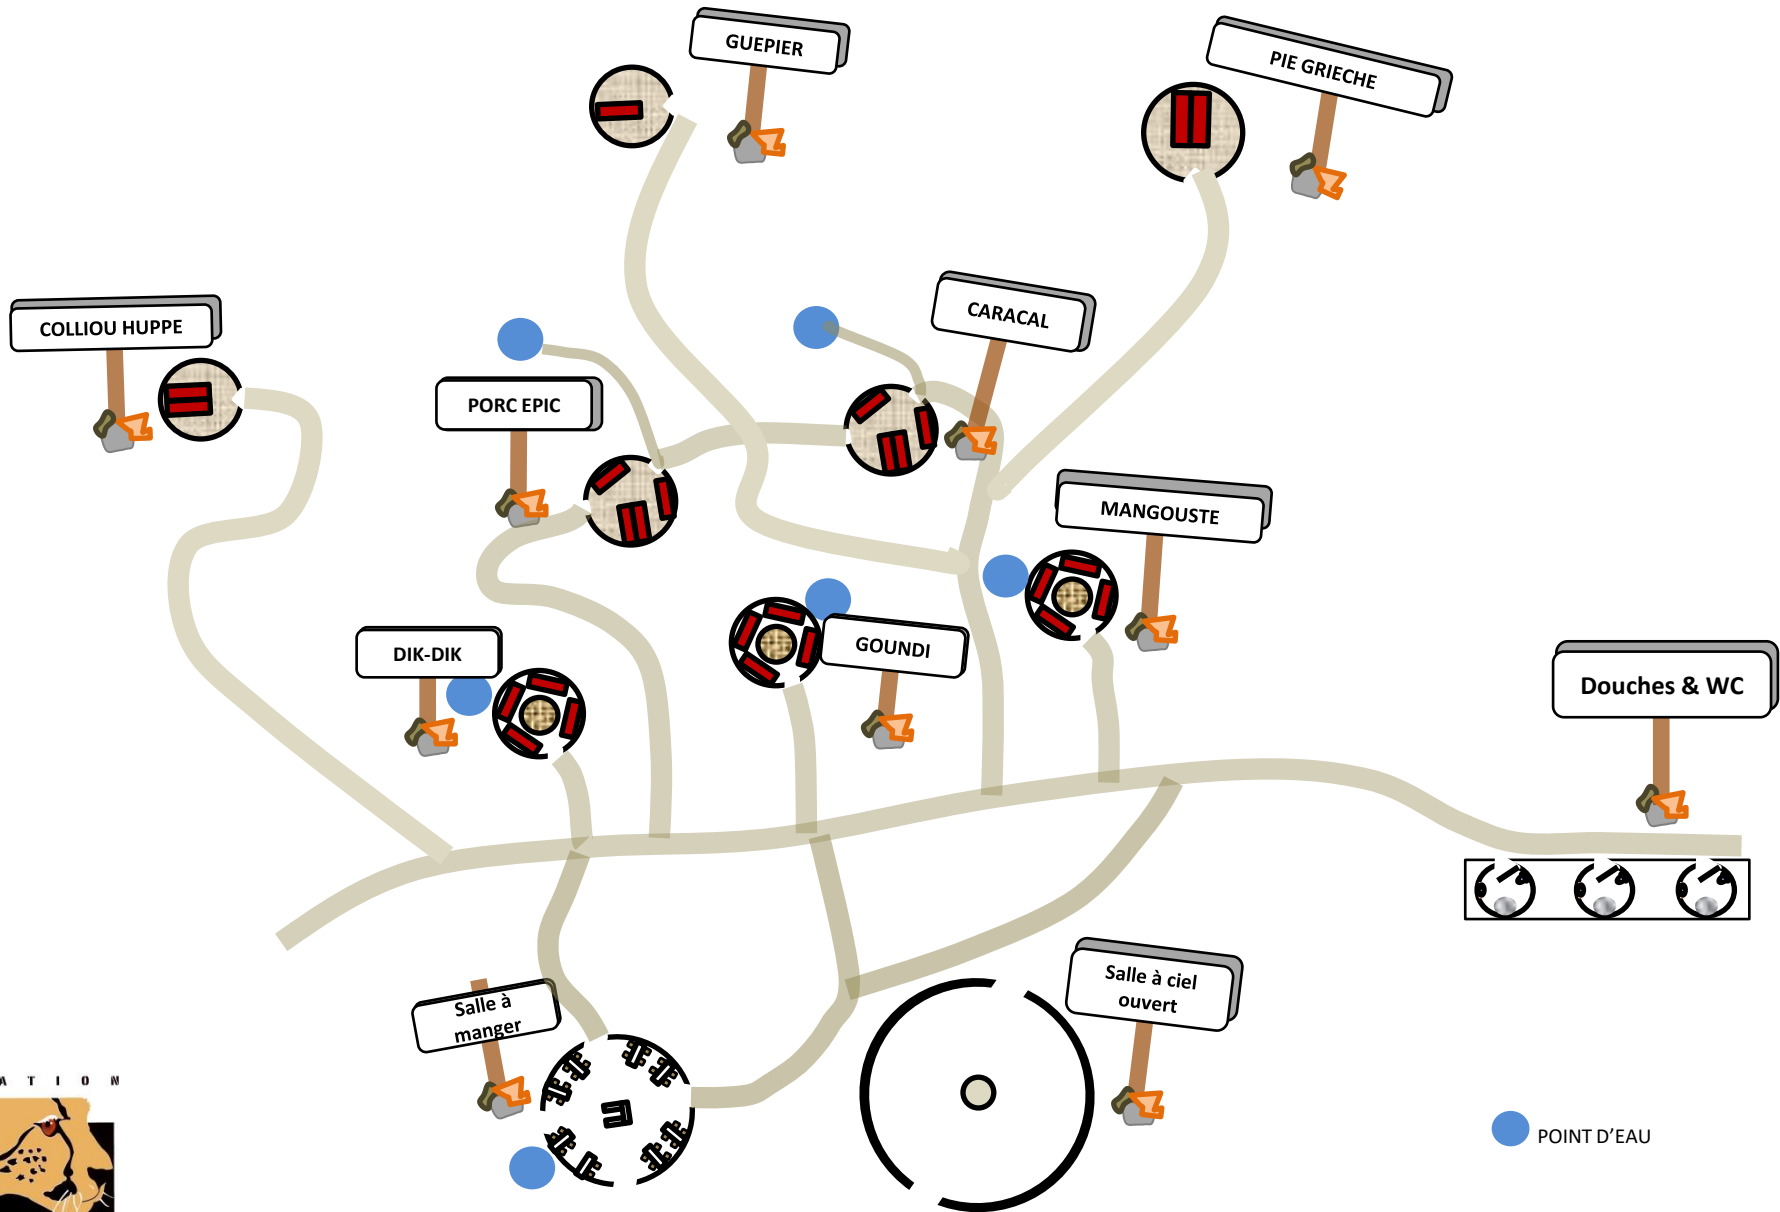 GUEPIER
PIE GRIECHE
COLLIOU HUPPE
CARACAL
PORC EPIC
MANGOUSTE
DIK-DIK
GOUNDI
Douches & WC
Salle à
manger
Salle à ciel
ouvert
POINT D’EAU
A T I O N